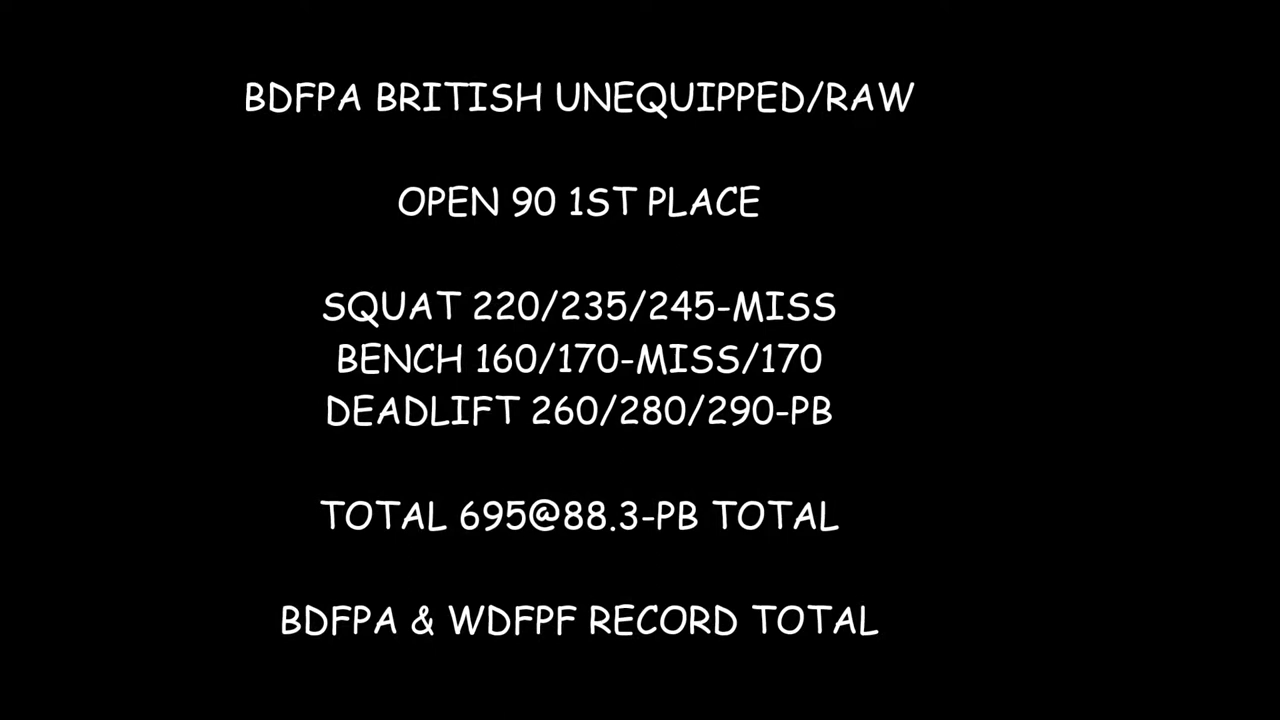 BDFPA BRITISH UNEQUIPPED/RAW
OPEN 90 1ST PLACE
SQUAT 220/235/245-MISS
BENCH 160/170-MISS/170
DEADLIFT 260/280/290-PB
TOTAL 695@88.3-PB TOTAL
BDFPA & WDFPF RECORD TOTAL